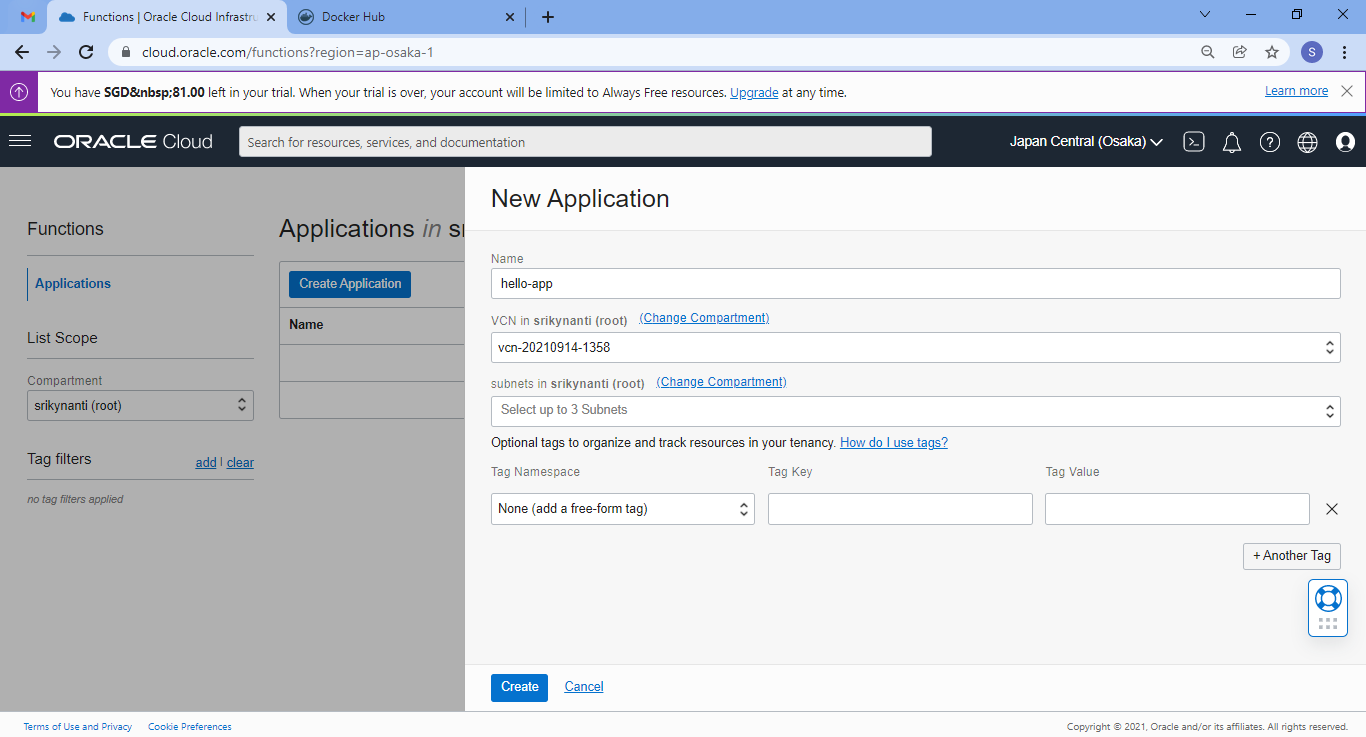 Functions | Oracle Cloud Infrastru
Docker Hub
cloud.oracle.com/functions?region=ap-osaka-1
S
You have SGD&nbsp;81.00 left in your trial. When your trial is over, your account will be limited to Always Free resources. Upgrade at any time.
Learn more
ORACLE Cloud
Search for resources, services, and documentation
Japan Central (Osaka)
Functions
Applications
List Scope
Compartment
srikynanti (root)
Tag filters
add | clear
no tag filters applied
Applications in sr
Create Application
Name
New Application
Name
hello-app
VCN in srikynanti (root) (Change Compartment)
vcn-20210914-1358
subnets in srikynanti (root) (Change Compartment)
Select up to 3 Subnets
Optional tags to organize and track resources in your tenancy. How do I use tags?
Tag Namespace
Tag Key
Tag Value
None (add a free-form tag)
+ Another Tag
Create
Cancel
Terms of Use and Privacy
Cookie Preferences
Copyright © 2021, Oracle and/or its affiliates. All rights reserved.